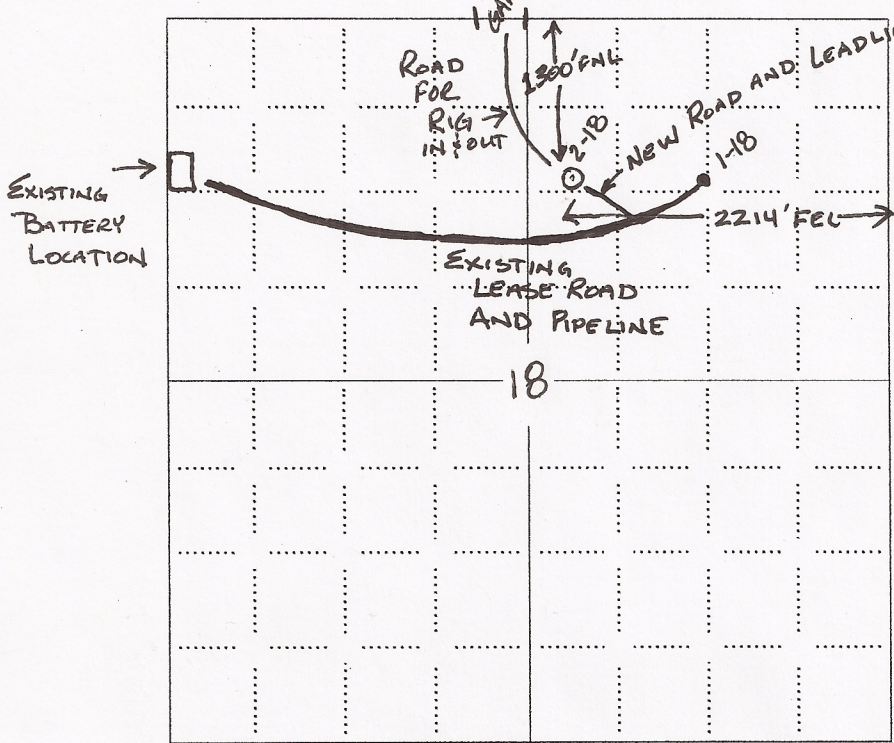 1300' FNL
ROAD
FOR
RIG
IN & OUT
2-18
NEW ROAD AND
1-18
EXISTING
BATTERY
LOCATION
2214' FEL
EXISTING
LEASE ROAD
AND PIPELINE
18